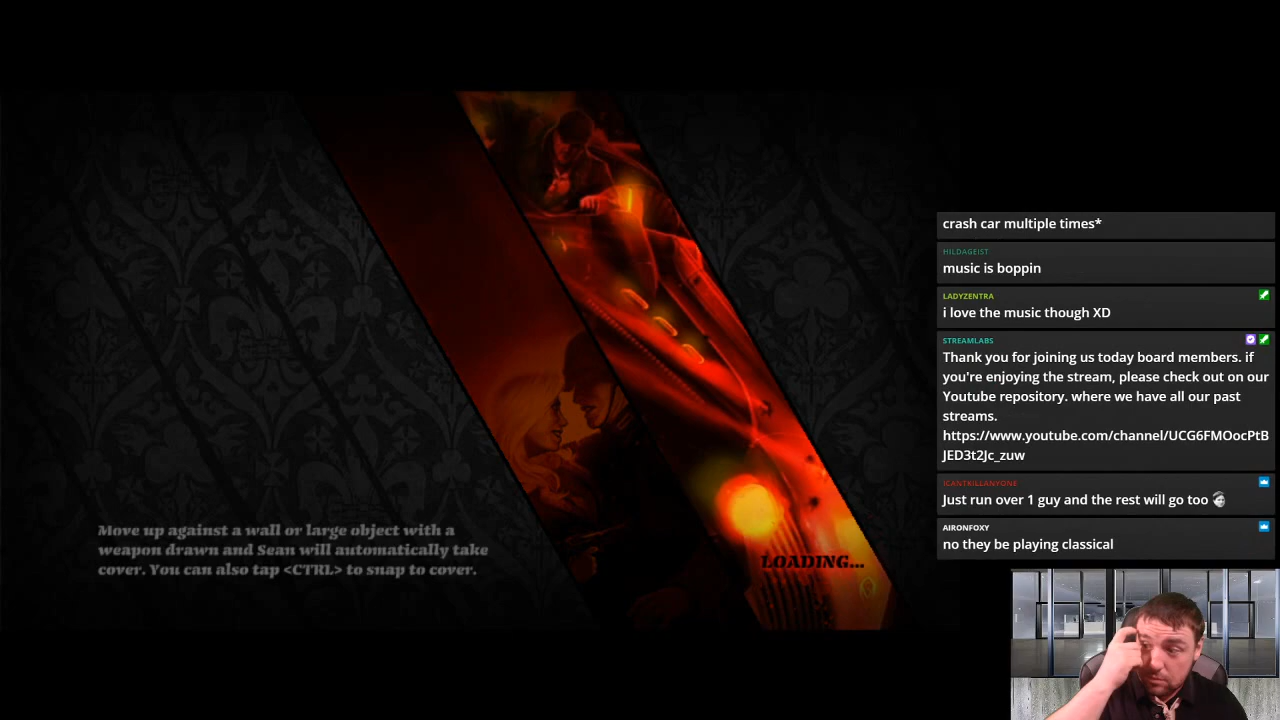 Move up against a wall or large object with a
weapon drawn and Sean will automatically take
cover. You can also tap <CTRL> to snap to cover.
LOADING...
crash car multiple times*
HILDAGEIST
music is boppin
LADYZENTRA
i love the music though XD
STREAMLABS
Thank you for joining us today board members. if
you're enjoying the stream, please check out on our
Youtube repository. where we have all our past
streams.
https://www.youtube.com/channel/UCG6FMOocPtB
JED3t2Jc_zuw
ICANTKILLANYONE
Just run over 1 guy and the rest will go too
AIRONFOXY
no they be playing classical